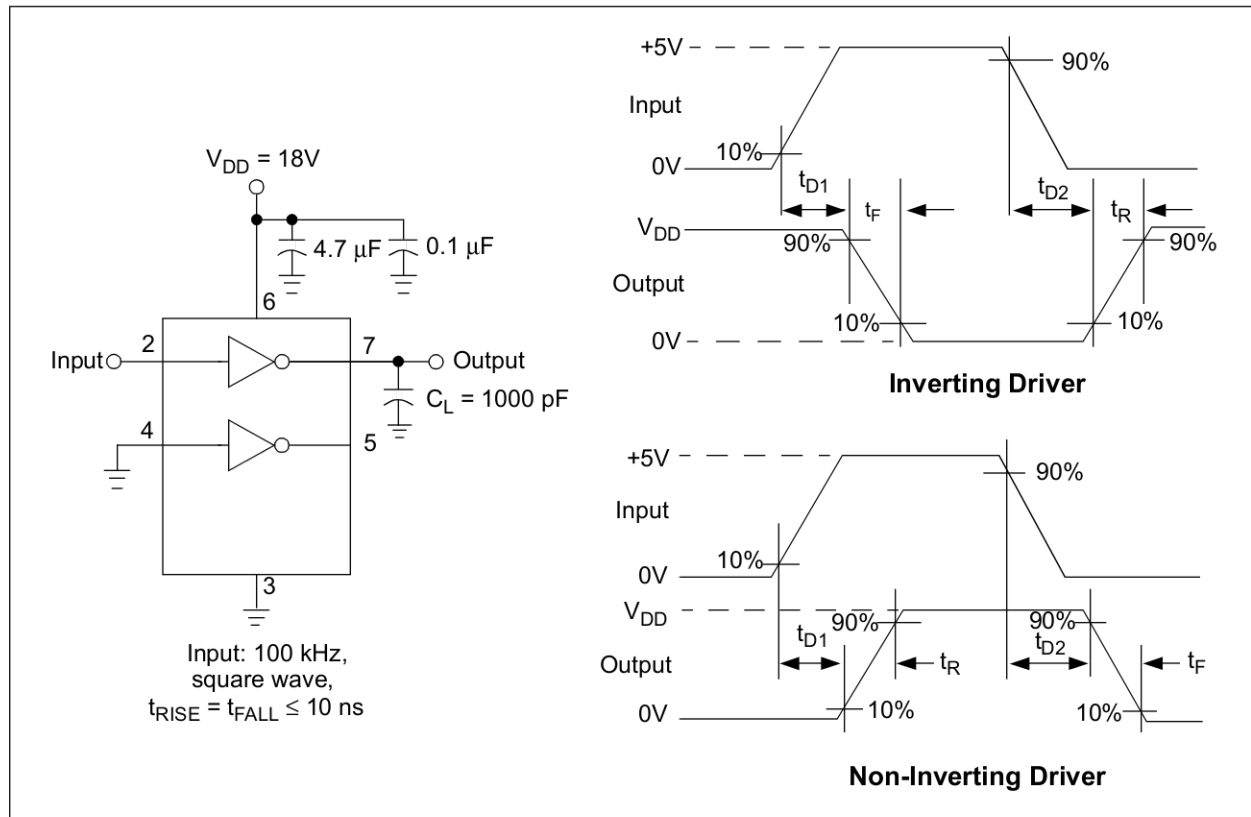 V_DD = 18V
4.7 µF
0.1 µF
6
Input
2
7
Output
C_L = 1000 pF
4
5
3
Input: 100 kHz,
square wave,
t_RISE = t_FALL ≤ 10 ns
+5V
90%
Input
10%
0V
t_D1
t_F
t_D2
t_R
V_DD
90%
90%
Output
10%
10%
0V
Inverting Driver
+5V
90%
Input
10%
0V
V_DD
90%
90%
t_D1
t_D2
Output
t_R
t_F
0V
10%
10%
Non-Inverting Driver